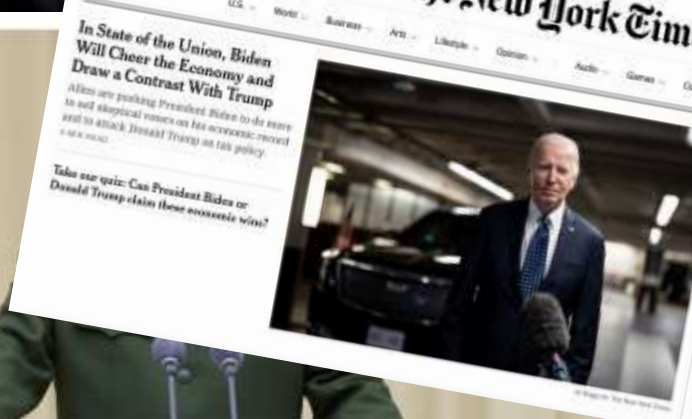 The New York Tim
U.S. World Business Arts Lifestyle Opinion Audio Games
In State of the Union, Biden
Will Cheer the Economy and
Draw a Contrast With Trump
Allies are pushing President Biden to do more
to sell skeptical voters on his economic record
and to attack Donald Trump on tax policy.
Take our quiz: Can President Biden or
Donald Trump claim these economic wins?